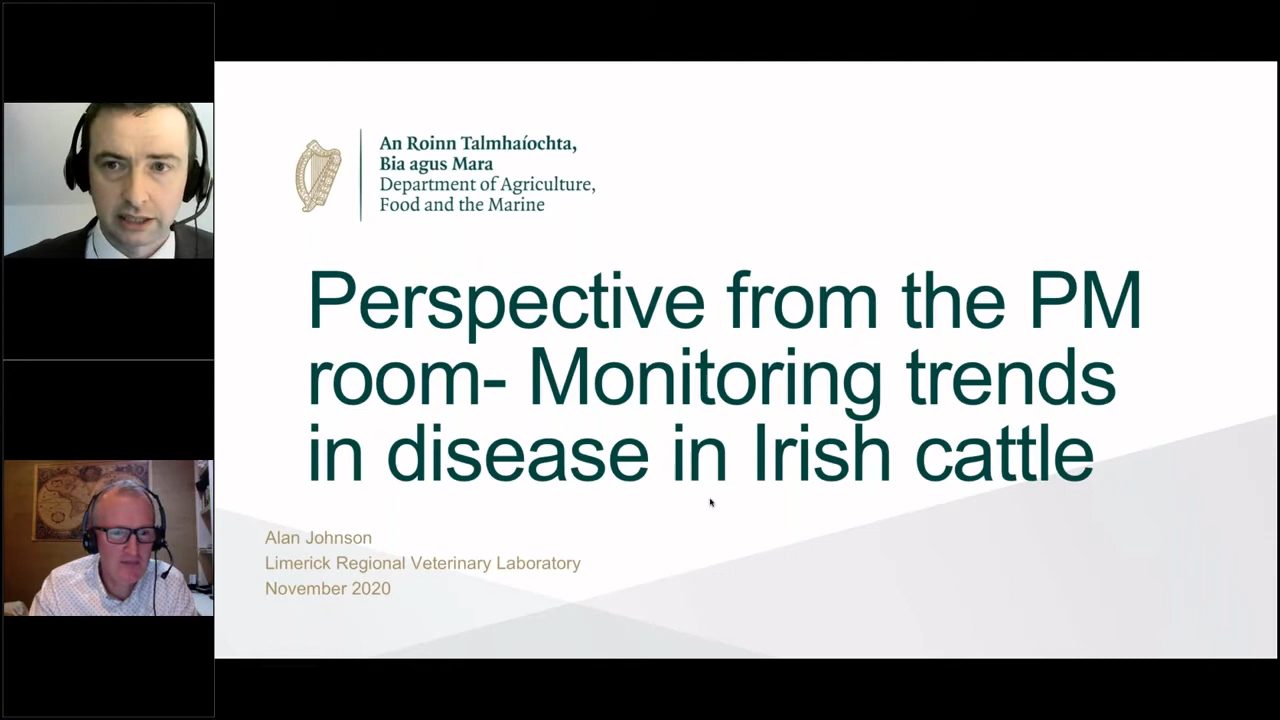 An Roinn Talmhaíochta,
Bia agus Mara
Department of Agriculture,
Food and the Marine
Perspective from the PM
room- Monitoring trends
in disease in Irish cattle
Alan Johnson
Limerick Regional Veterinary Laboratory
November 2020